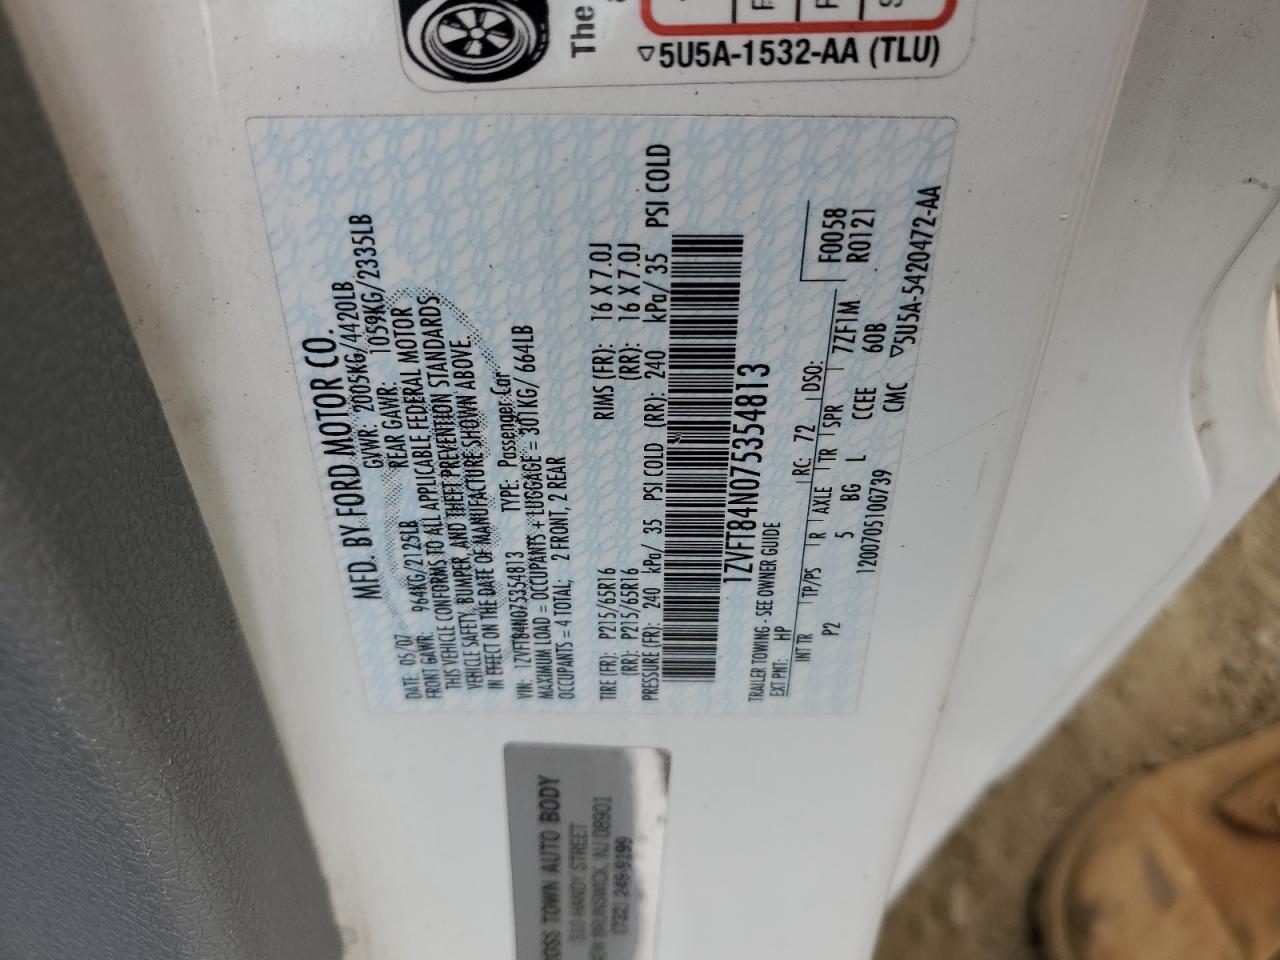 The
▽5U5A-1532-AA (TLU)
MFD. BY FORD MOTOR CO.
DATE: 05/07 GVWR: 2005KG/4420LB
FRONT GAWR: 964KG/2125LB REAR GAWR: 1059KG/2335LB
THIS VEHICLE CONFORMS TO ALL APPLICABLE FEDERAL MOTOR
VEHICLE SAFETY, BUMPER, AND THEFT PREVENTION STANDARDS
IN EFFECT ON THE DATE OF MANUFACTURE SHOWN ABOVE.
VIN: 1ZVFT84N075354813 TYPE: Passenger Car
MAXIMUM LOAD = OCCUPANTS + LUGGAGE = 301KG/ 664LB
OCCUPANTS = 4 TOTAL; 2 FRONT, 2 REAR
TIRE (FR): P215/65R16 RIMS (FR): 16 X 7.0J
(RR): P215/65R16 (RR): 16 X 7.0J
PRESSURE (FR): 240 kPa/ 35 PSI COLD (RR): 240 kPa/ 35 PSI COLD
1ZVFT84N075354813
TRAILER TOWING - SEE OWNER GUIDE
EXT PNT: HP RC: 72 DSO: F0058
INT TR TP/PS R AXLE TR SPR 7ZF1M R0121
P2 5 BG L CCEE 60B
120070510G739 CMC ▽5U5A-5420472-AA
OSS TOWN AUTO BODY
HANDY STREET
BRUNSWICK, NJ 08901